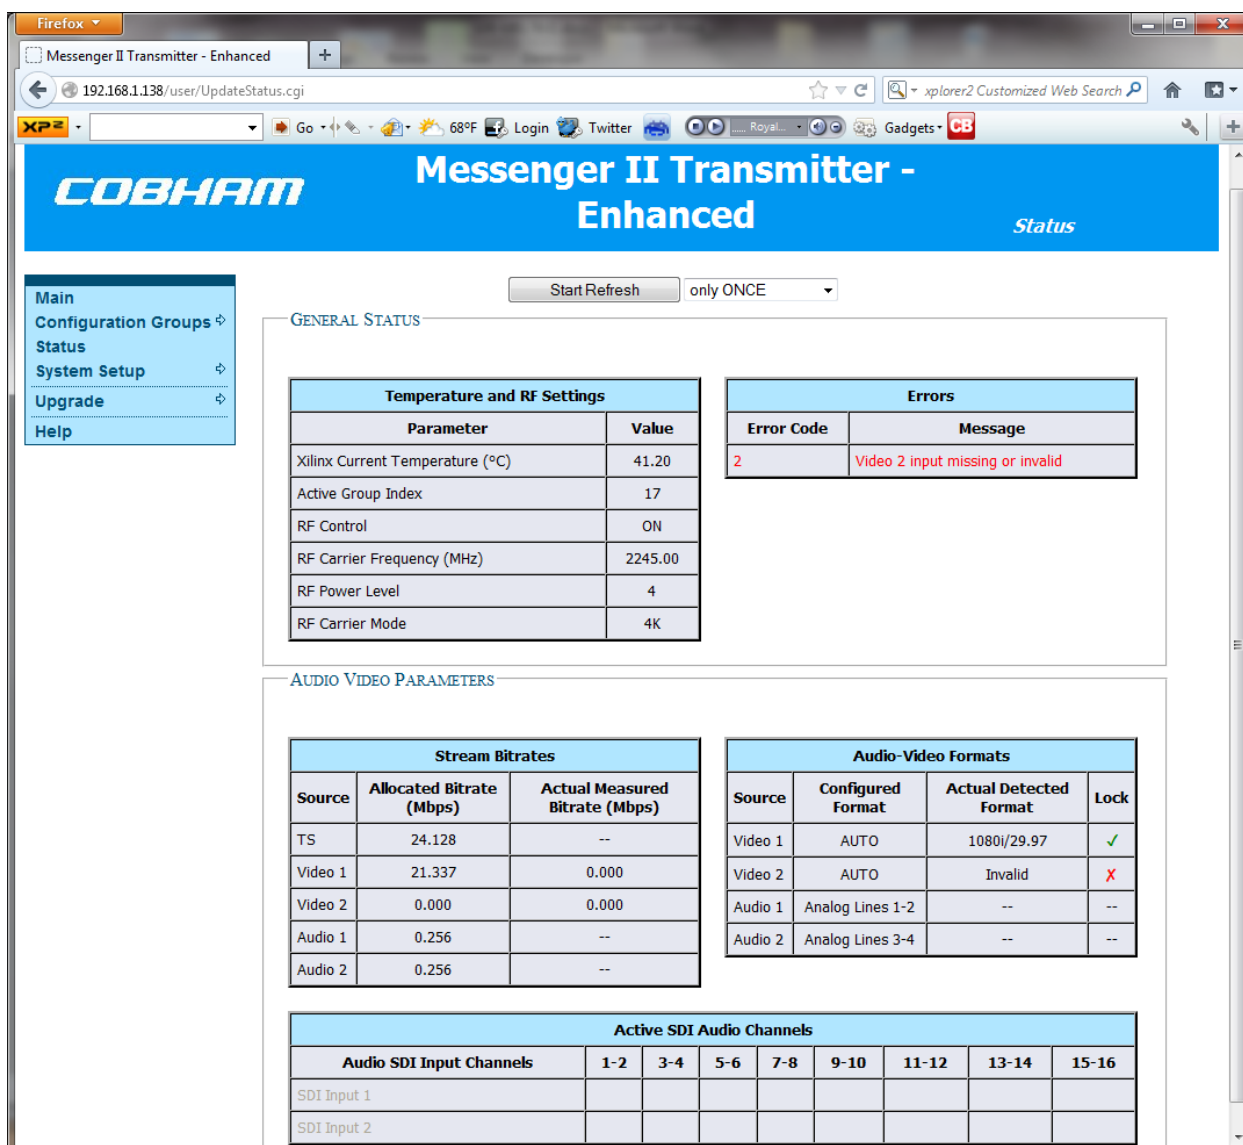 Firefox
Messenger II Transmitter - Enhanced
192.168.1.138/user/UpdateStatus.cgi
xplorer2 Customized Web Search
XP2
Go
68°F
Login
Twitter
Royal...
Gadgets
CB
COBHAM
Messenger II Transmitter -
Enhanced
Status
Main
Configuration Groups
Status
System Setup
Upgrade
Help
Start Refresh only ONCE
GENERAL STATUS
Temperature and RF Settings
Parameter Value
Xilinx Current Temperature (ºC) 41.20
Active Group Index 17
RF Control ON
RF Carrier Frequency (MHz) 2245.00
RF Power Level 4
RF Carrier Mode 4K
Errors
Error Code Message
2 Video 2 input missing or invalid
AUDIO VIDEO PARAMETERS
Stream Bitrates
Source Allocated Bitrate (Mbps) Actual Measured Bitrate (Mbps)
TS 24.128 --
Video 1 21.337 0.000
Video 2 0.000 0.000
Audio 1 0.256 --
Audio 2 0.256 --
Audio-Video Formats
Source Configured Format Actual Detected Format Lock
Video 1 AUTO 1080i/29.97 ✓
Video 2 AUTO Invalid ✗
Audio 1 Analog Lines 1-2 -- --
Audio 2 Analog Lines 3-4 -- --
Active SDI Audio Channels
Audio SDI Input Channels 1-2 3-4 5-6 7-8 9-10 11-12 13-14 15-16
SDI Input 1
SDI Input 2